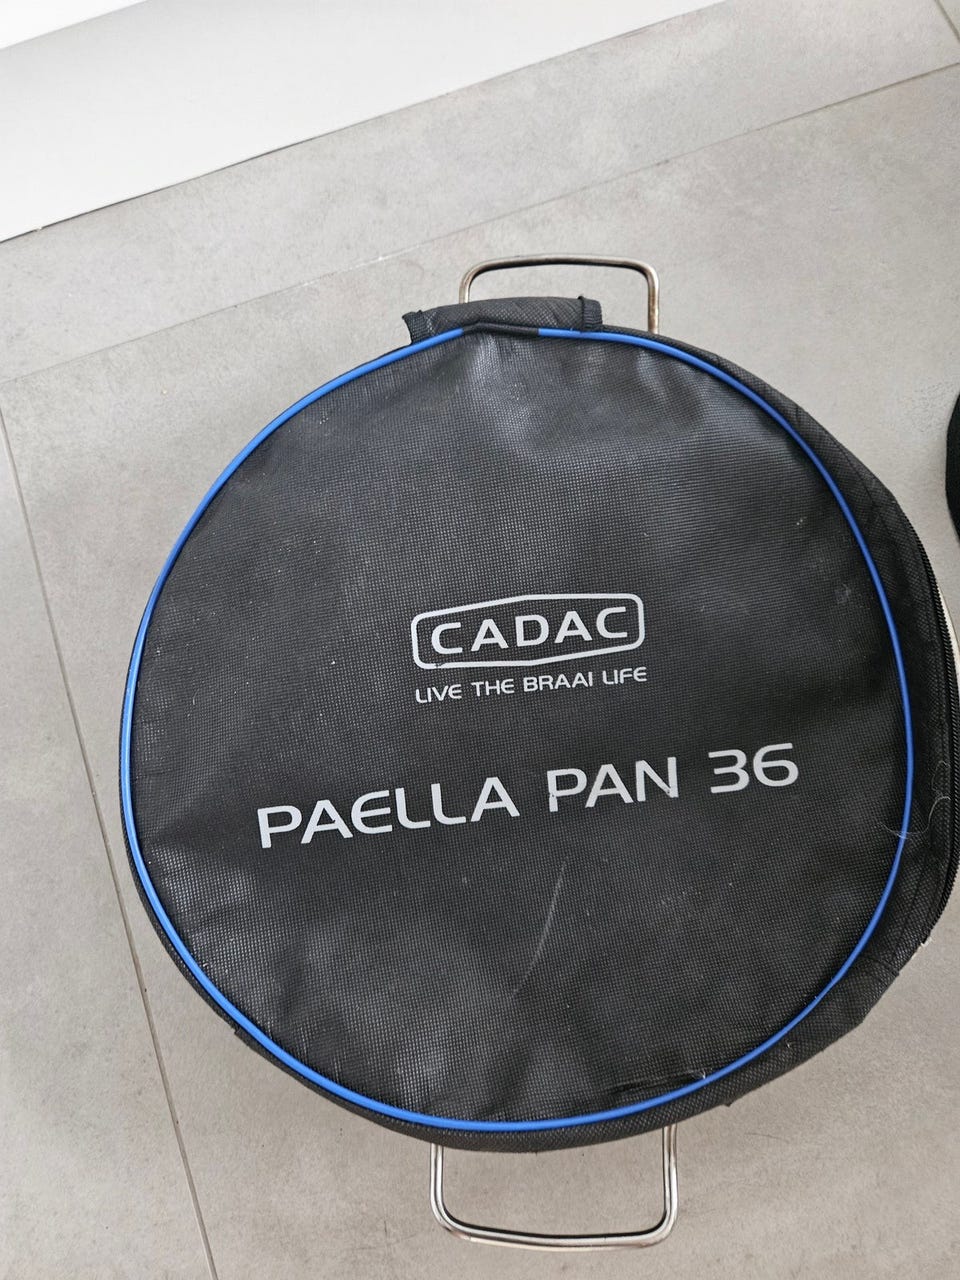 CADAC
LIVE THE BRAAI LIFE
PAELLA PAN 36